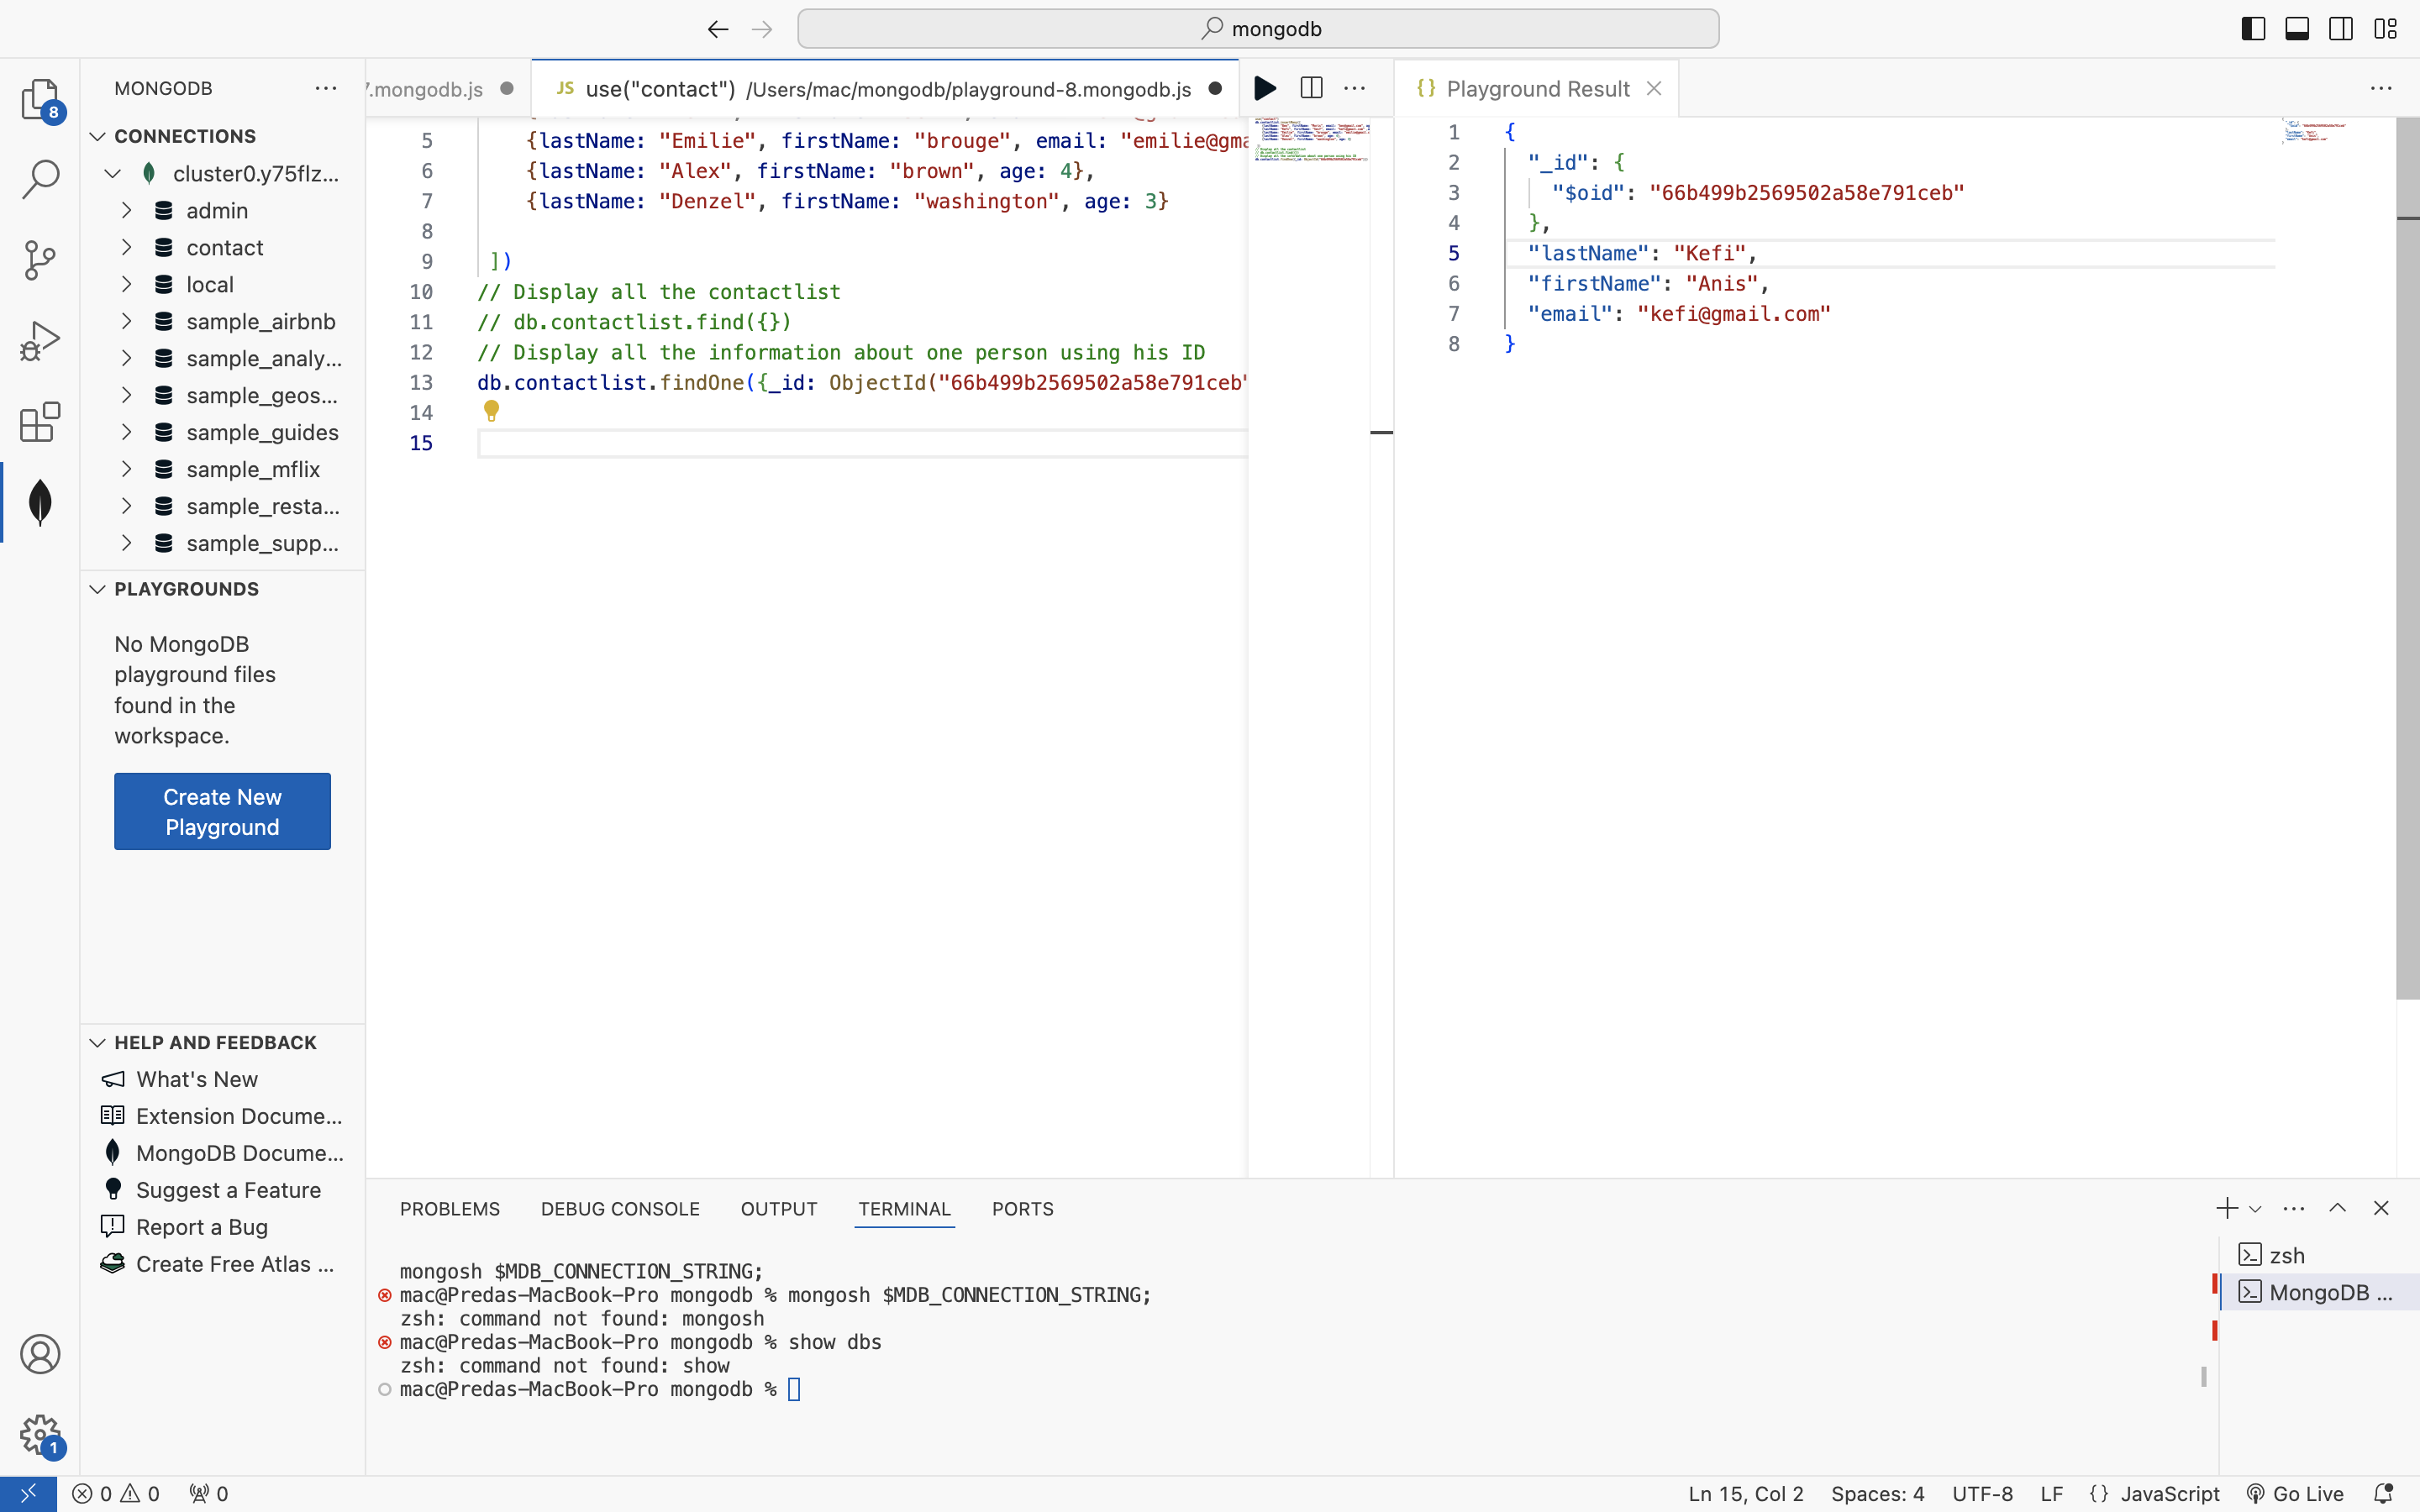 mongodb
MONGODB
CONNECTIONS
cluster0.y75flz...
admin
contact
local
sample_airbnb
sample_analy...
sample_geos...
sample_guides
sample_mflix
sample_resta...
sample_supp...
PLAYGROUNDS
No MongoDB
playground files
found in the
workspace.
Create New
Playground
HELP AND FEEDBACK
What's New
Extension Docume...
MongoDB Docume...
Suggest a Feature
Report a Bug
Create Free Atlas ...
8
1
7.mongodb.js
JS use("contact") /Users/mac/mongodb/playground-8.mongodb.js
5 {lastName: "Emilie", firstName: "brouge", email: "emilie@gma
6 {lastName: "Alex", firstName: "brown", age: 4},
7 {lastName: "Denzel", firstName: "washington", age: 3}
8
9 ])
10 // Display all the contactlist
11 // db.contactlist.find({})
12 // Display all the information about one person using his ID
13 db.contactlist.findOne({_id: ObjectId("66b499b2569502a58e791ceb"
14
15
{} Playground Result
1 {
2 "_id": {
3 "$oid": "66b499b2569502a58e791ceb"
4 },
5 "lastName": "Kefi",
6 "firstName": "Anis",
7 "email": "kefi@gmail.com"
8 }
PROBLEMS DEBUG CONSOLE OUTPUT TERMINAL PORTS
mongosh $MDB_CONNECTION_STRING;
mac@Predas-MacBook-Pro mongodb % mongosh $MDB_CONNECTION_STRING;
zsh: command not found: mongosh
mac@Predas-MacBook-Pro mongodb % show dbs
zsh: command not found: show
mac@Predas-MacBook-Pro mongodb %
zsh
MongoDB ...
0 0 0
Ln 15, Col 2 Spaces: 4 UTF-8 LF {} JavaScript Go Live